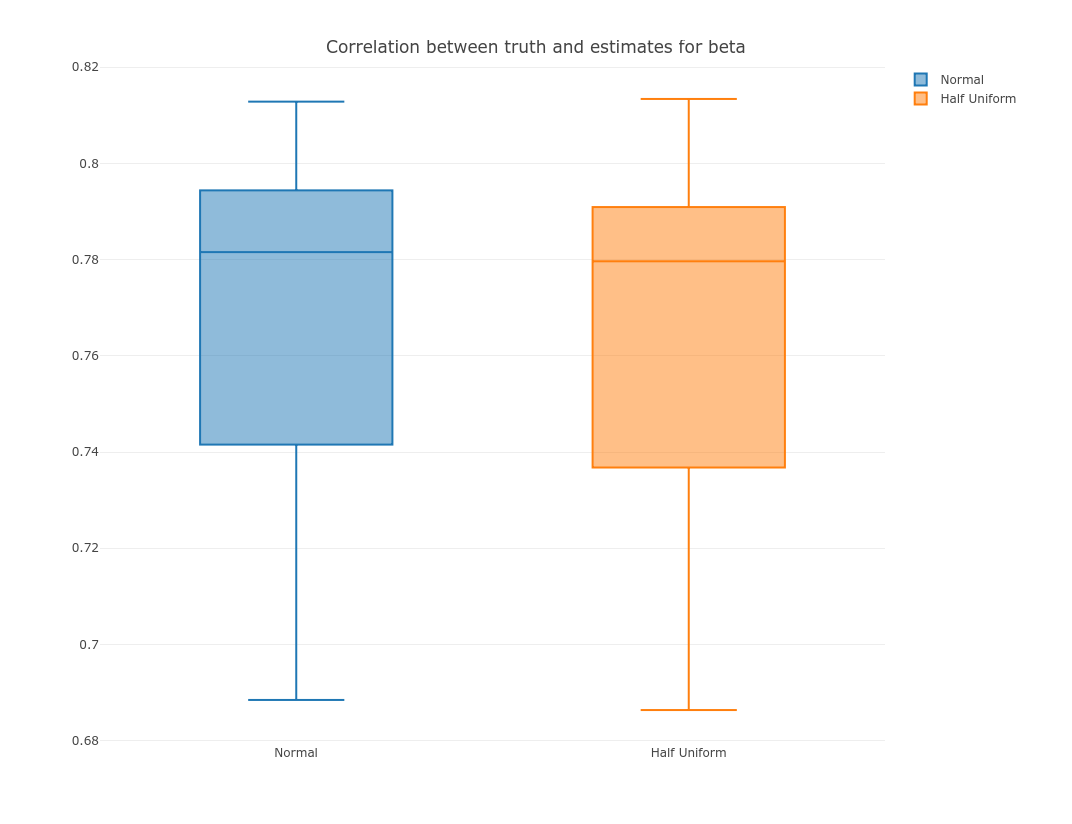 Correlation between truth and estimates for beta
0.82
0.8
0.78
0.76
0.74
0.72
0.7
0.68
Normal
Half Uniform
Normal
Half Uniform